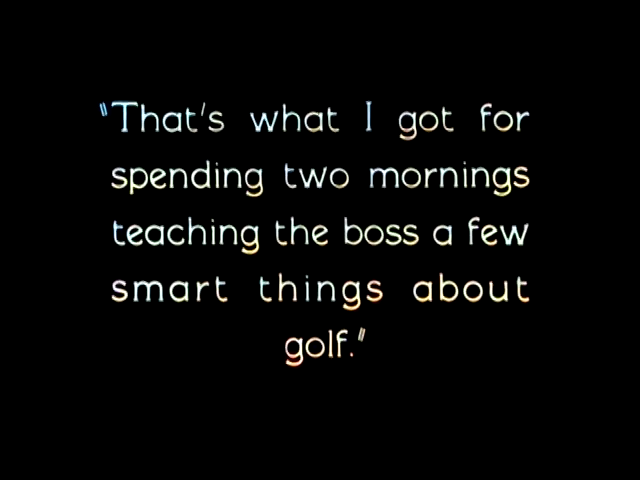 "That's what I got for
spending two mornings
teaching the boss a few
smart things about
golf."